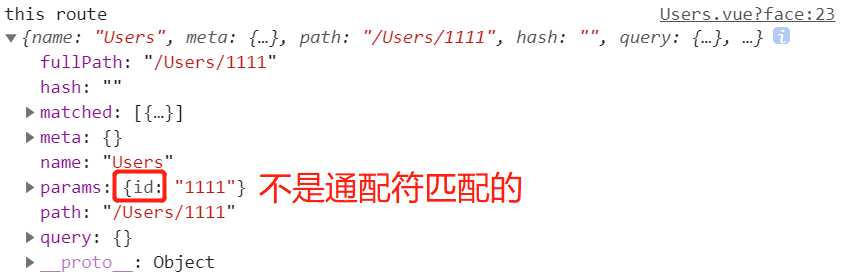 this route Users.vue?face:23
▼{name: "Users", meta: {…}, path: "/Users/1111", hash: "", query: {…}, …} i
fullPath: "/Users/1111"
hash: ""
▶matched: [{…}]
▶meta: {}
name: "Users"
▶params: {id: "1111"} 不是通配符匹配的
path: "/Users/1111"
▶query: {}
▶__proto__: Object